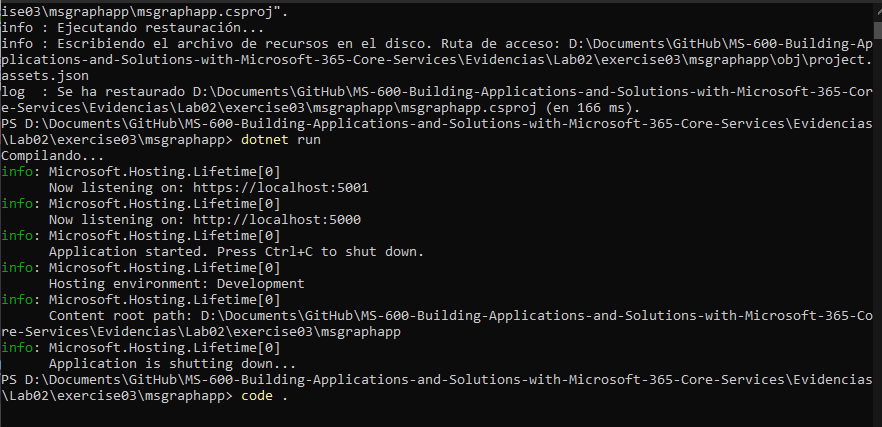 ise03\msgraphapp\msgraphapp.csproj".
info : Ejecutando restauración...
info : Escribiendo el archivo de recursos en el disco. Ruta de acceso: D:\Documents\GitHub\MS-600-Building-Ap
plications-and-Solutions-with-Microsoft-365-Core-Services\Evidencias\Lab02\exercise03\msgraphapp\obj\project.
assets.json
log  : Se ha restaurado D:\Documents\GitHub\MS-600-Building-Applications-and-Solutions-with-Microsoft-365-Cor
e-Services\Evidencias\Lab02\exercise03\msgraphapp\msgraphapp.csproj (en 166 ms).
PS D:\Documents\GitHub\MS-600-Building-Applications-and-Solutions-with-Microsoft-365-Core-Services\Evidencias
\Lab02\exercise03\msgraphapp> dotnet run
Compilando...
info: Microsoft.Hosting.Lifetime[0]
      Now listening on: https://localhost:5001
info: Microsoft.Hosting.Lifetime[0]
      Now listening on: http://localhost:5000
info: Microsoft.Hosting.Lifetime[0]
      Application started. Press Ctrl+C to shut down.
info: Microsoft.Hosting.Lifetime[0]
      Hosting environment: Development
info: Microsoft.Hosting.Lifetime[0]
      Content root path: D:\Documents\GitHub\MS-600-Building-Applications-and-Solutions-with-Microsoft-365-Co
re-Services\Evidencias\Lab02\exercise03\msgraphapp
info: Microsoft.Hosting.Lifetime[0]
      Application is shutting down...
PS D:\Documents\GitHub\MS-600-Building-Applications-and-Solutions-with-Microsoft-365-Core-Services\Evidencias
\Lab02\exercise03\msgraphapp> code .